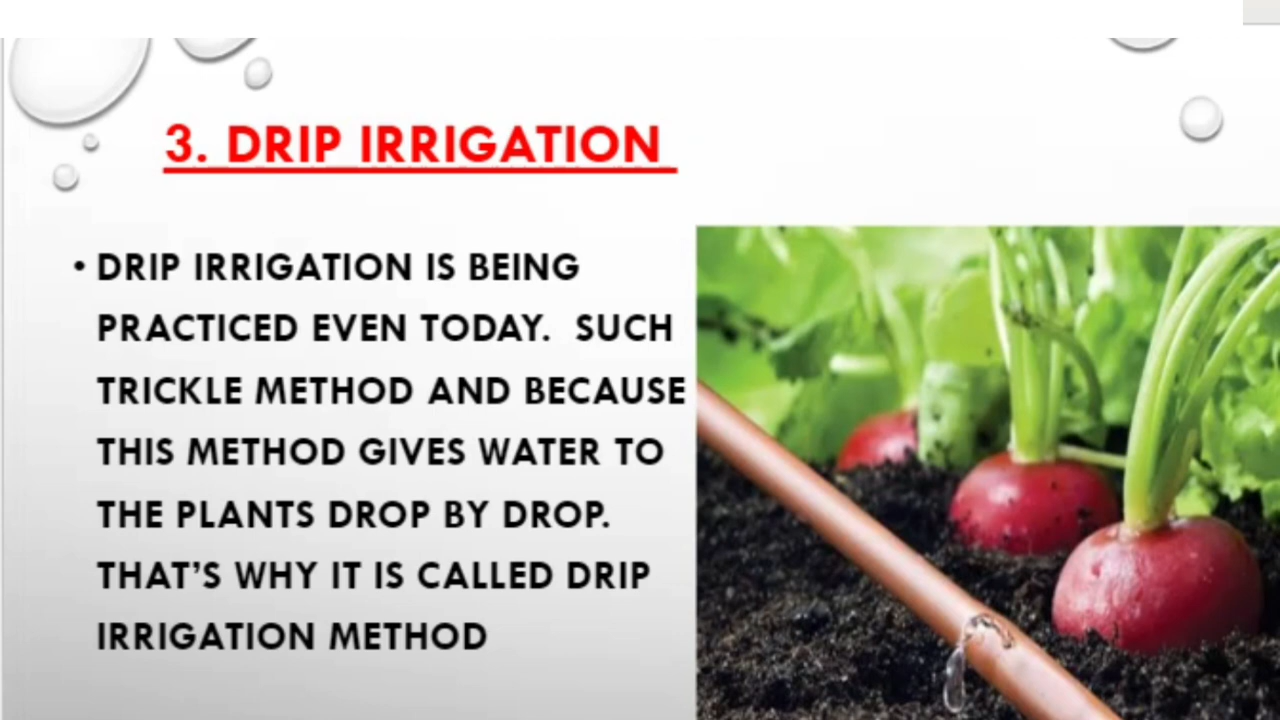 3. DRIP IRRIGATION
• DRIP IRRIGATION IS BEING
PRACTICED EVEN TODAY. SUCH
TRICKLE METHOD AND BECAUSE
THIS METHOD GIVES WATER TO
THE PLANTS DROP BY DROP.
THAT'S WHY IT IS CALLED DRIP
IRRIGATION METHOD